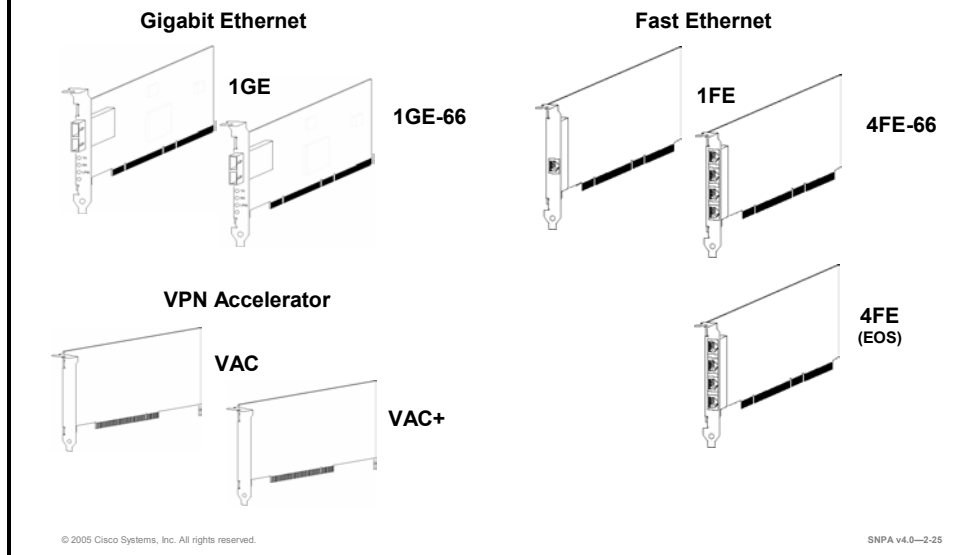 Gigabit Ethernet
1GE
1GE-66
Fast Ethernet
1FE
4FE-66
4FE
(EOS)
VPN Accelerator
VAC
VAC+
© 2005 Cisco Systems, Inc. All rights reserved.
SNPA v4.0—2-25